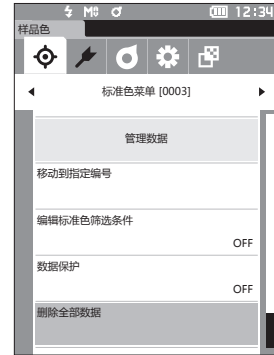 M 12:34
样品色
标准色菜单 [0003]
管理数据
移动到指定编号
编辑标准色筛选条件
OFF
数据保护
OFF
删除全部数据